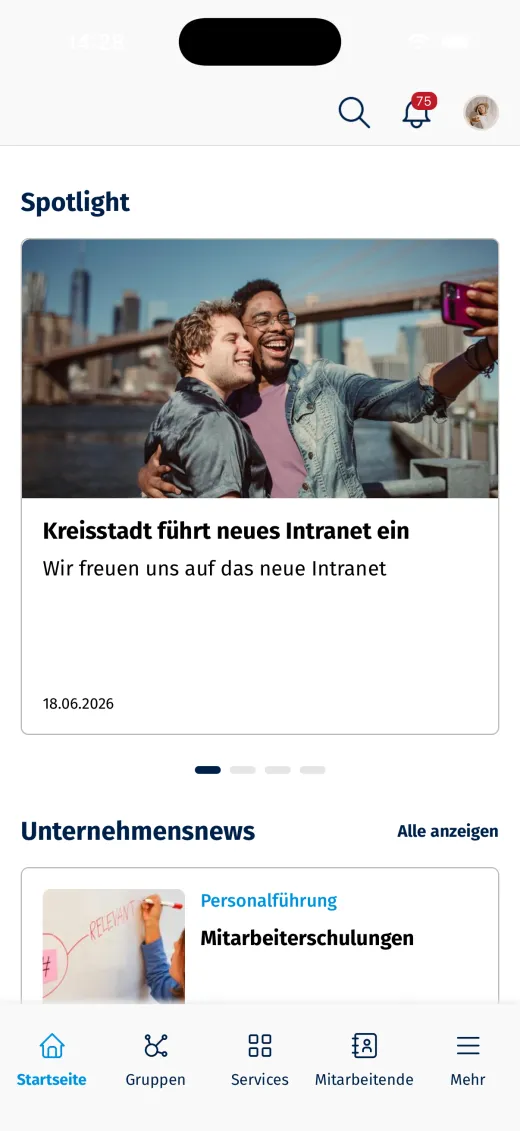 75
Spotlight
Kreisstadt führt neues Intranet ein
Wir freuen uns auf das neue Intranet
18.06.2026
Unternehmensnews
Alle anzeigen
RELEVANT
#
Personalführung
Mitarbeiterschulungen
Startseite
Gruppen
Services
Mitarbeitende
Mehr